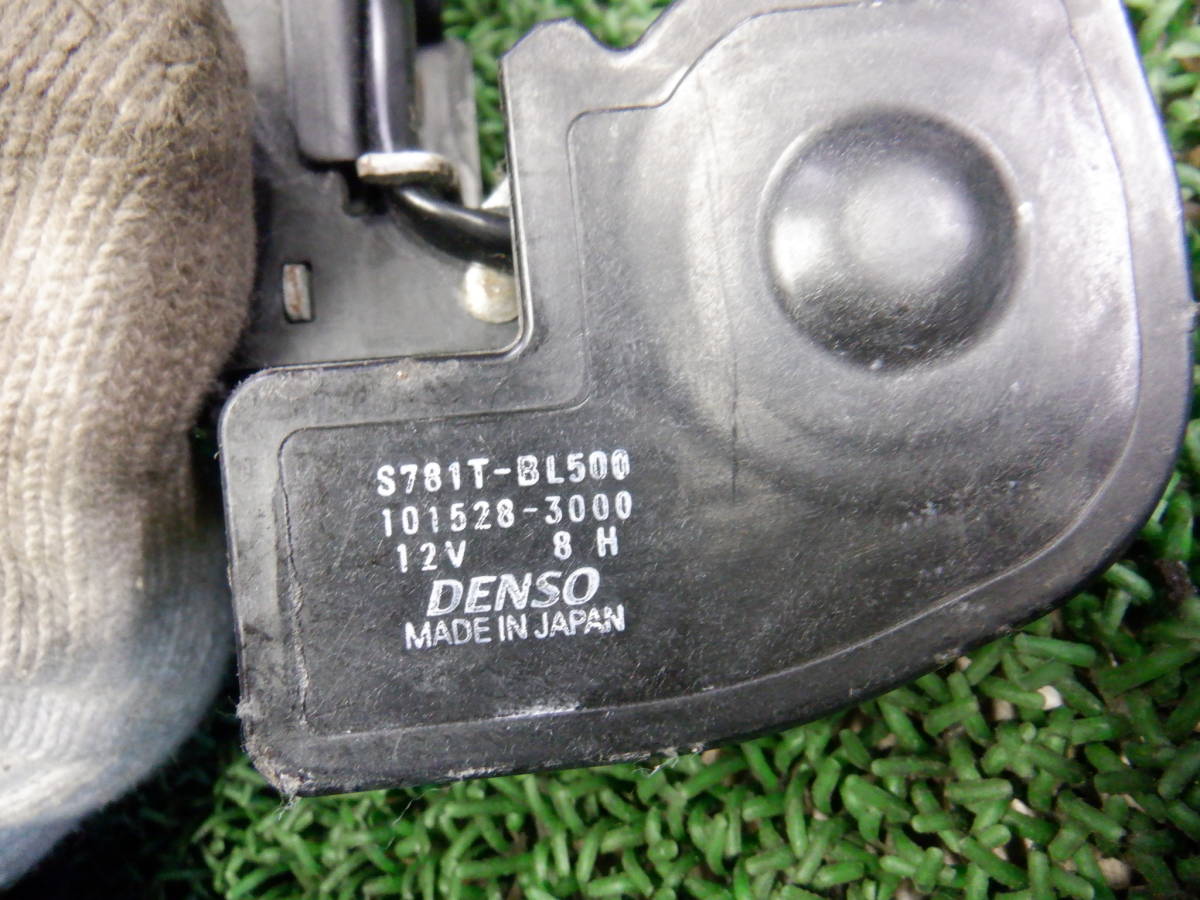 S781T-BL500
101528-3000
12V 8 H
DENSO
MADE IN JAPAN